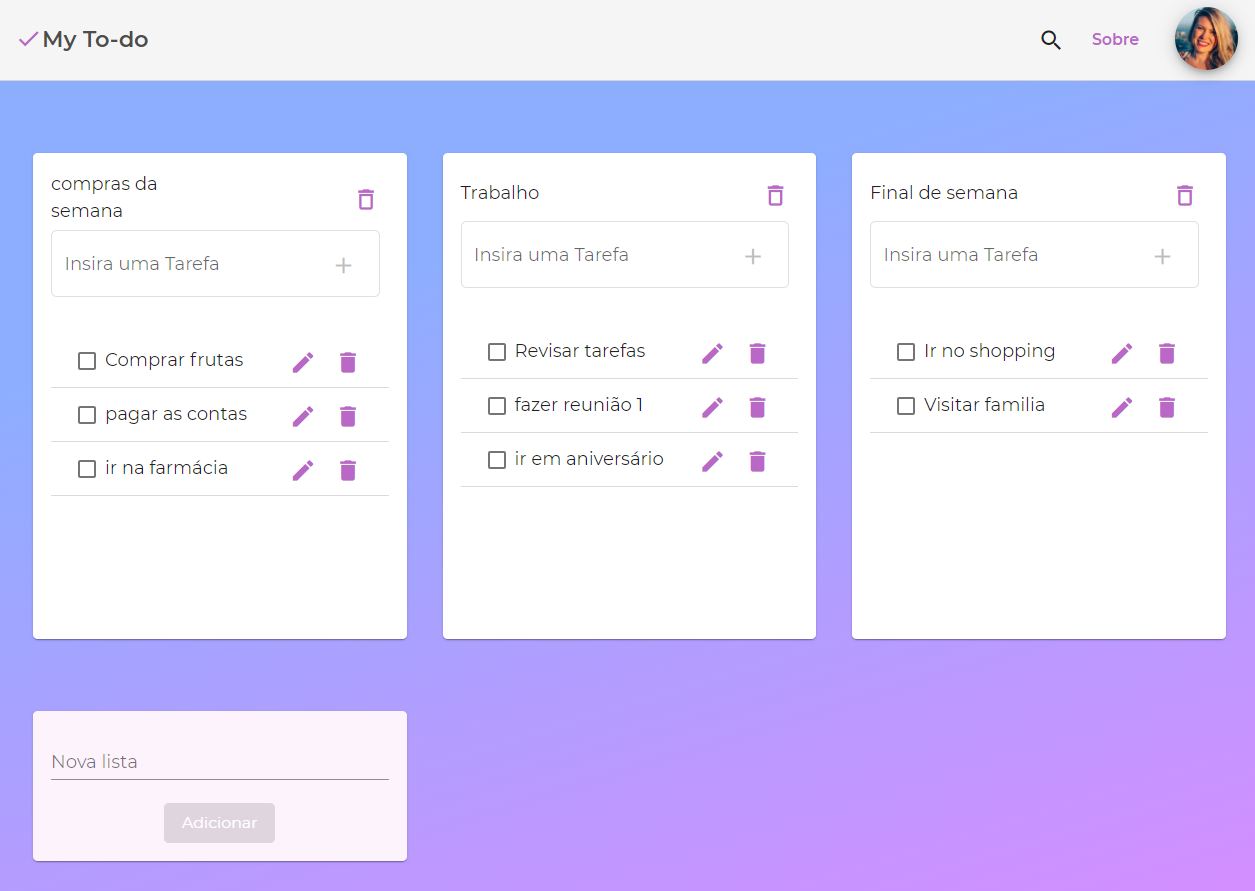 My To-do
Sobre
compras da
semana
Insira uma Tarefa
Comprar frutas
pagar as contas
ir na farmácia
Trabalho
Insira uma Tarefa
Revisar tarefas
fazer reunião 1
ir em aniversário
Final de semana
Insira uma Tarefa
Ir no shopping
Visitar familia
Nova lista
Adicionar